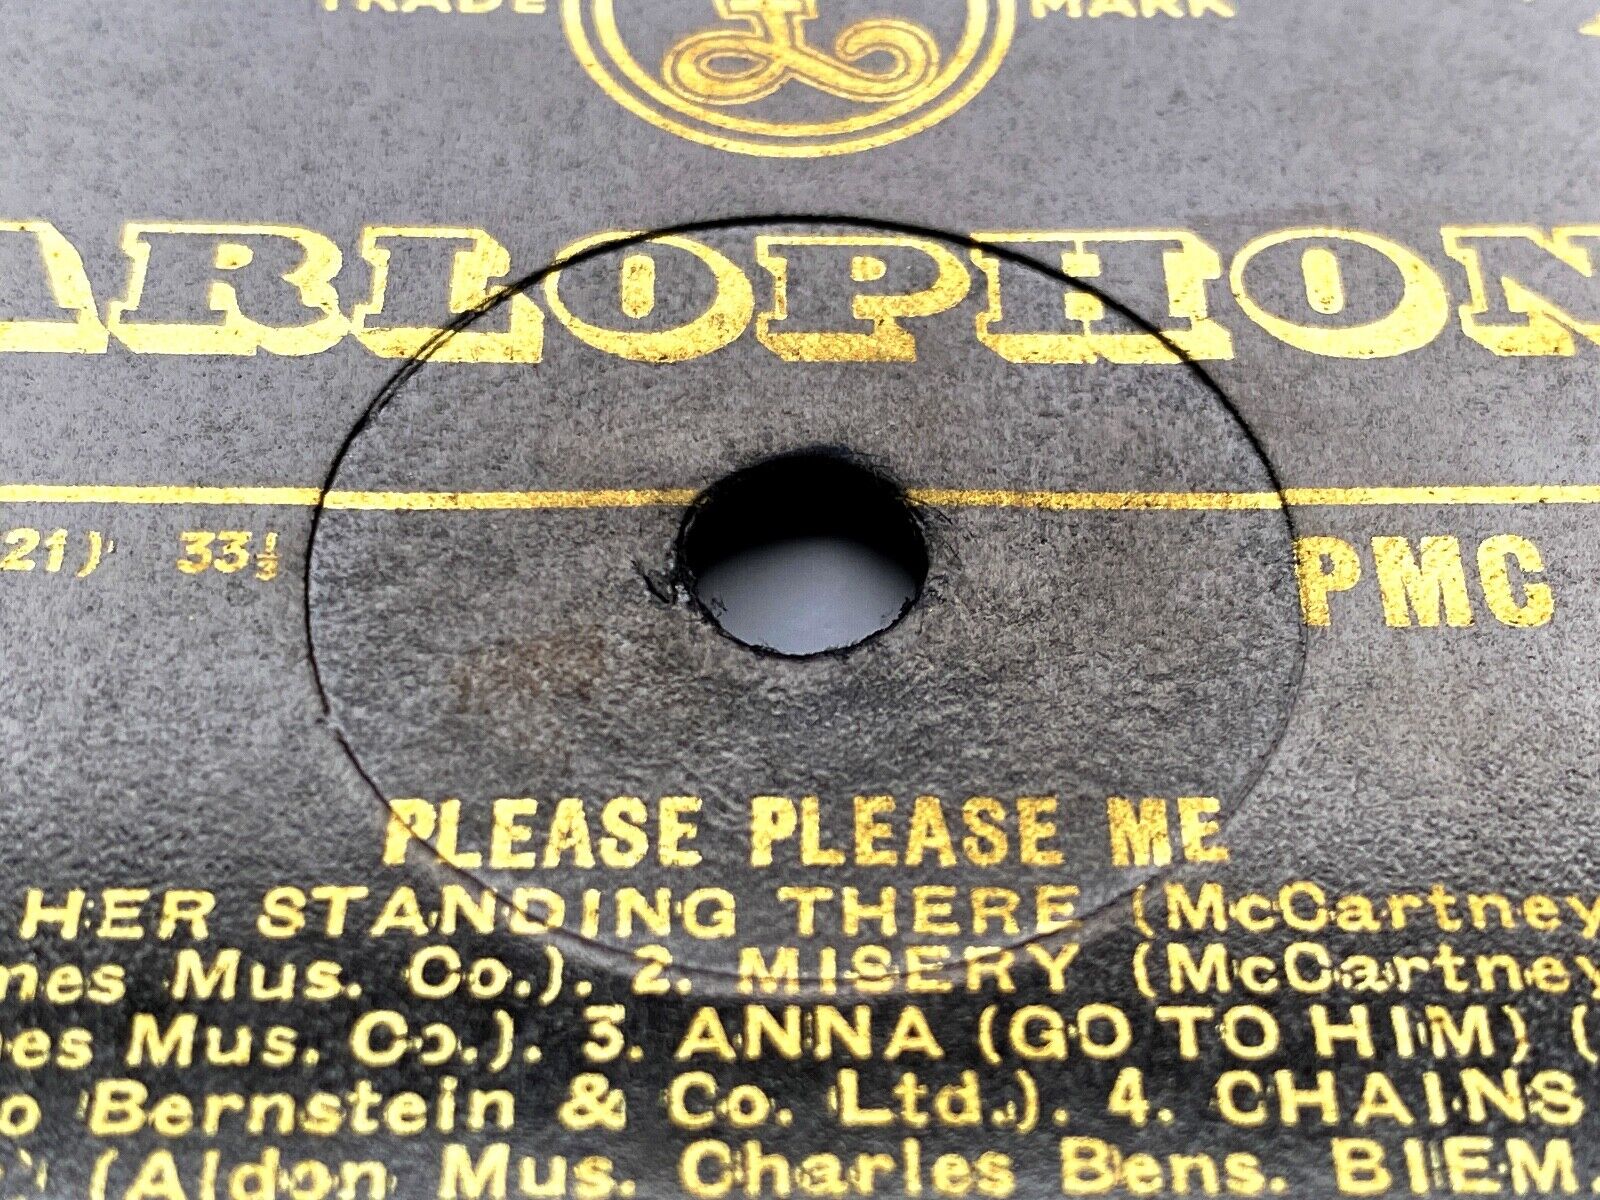 TRADE £ MARK
ARLOPHON
21) 33⅓
PMC
PLEASE PLEASE ME
HER STANDING THERE (McCartney
mes Mus. Co.). 2. MISERY (McCartney
es Mus. Co.). 3. ANNA (GO TO HIM) (
o Bernstein & Co. Ltd.). 4. CHAINS
(Aldon Mus. Charles Bens. BIEM.